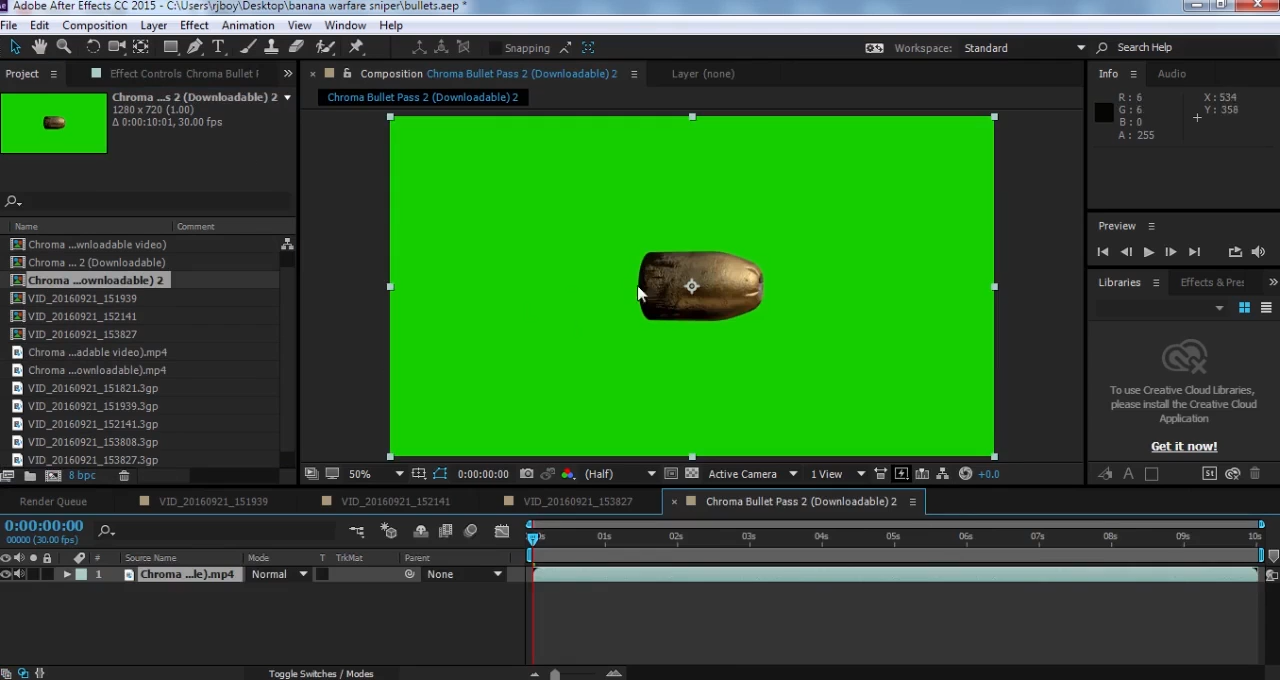 Adobe After Effects CC 2015 - C:\Users\rjboy\Desktop\banana warfare sniper\bullets.aep *
File Edit Composition Layer Effect Animation View Window Help
Snapping
Workspace: Standard
Search Help
Project
Effect Controls Chroma Bullet F
Composition Chroma Bullet Pass 2 (Downloadable) 2
Layer (none)
Info
Audio
Chroma Bullet Pass 2 (Downloadable) 2
Chroma ...s 2 (Downloadable) 2
1280 x 720 (1.00)
Δ 0:00:10:01, 30.00 fps
R : 6
G : 6
B : 0
A : 255
X : 534
Y : 358
Name
Comment
Chroma ...wnloadable video)
Chroma ... 2 (Downloadable)
Chroma ...ownloadable) 2
VID_20160921_151939
VID_20160921_152141
VID_20160921_153827
Chroma ...adable video).mp4
Chroma ...ownloadable).mp4
VID_20160921_151821.3gp
VID_20160921_151939.3gp
VID_20160921_152141.3gp
VID_20160921_153808.3gp
VID_20160921_153827.3gp
8 bpc
Preview
Libraries
Effects & Pres
To use Creative Cloud Libraries,
please install the Creative Cloud
Application
Get it now!
St
50%
0:00:00:00
(Half)
Active Camera
1 View
+0.0
Render Queue
VID_20160921_151939
VID_20160921_152141
VID_20160921_153827
Chroma Bullet Pass 2 (Downloadable) 2
0:00:00:00
00000 (30.00 fps)
01s 02s 03s 04s 05s 06s 07s 08s 09s 10s
# Source Name Mode T TrkMat Parent
1 Chroma ...le).mp4 Normal None
Toggle Switches / Modes